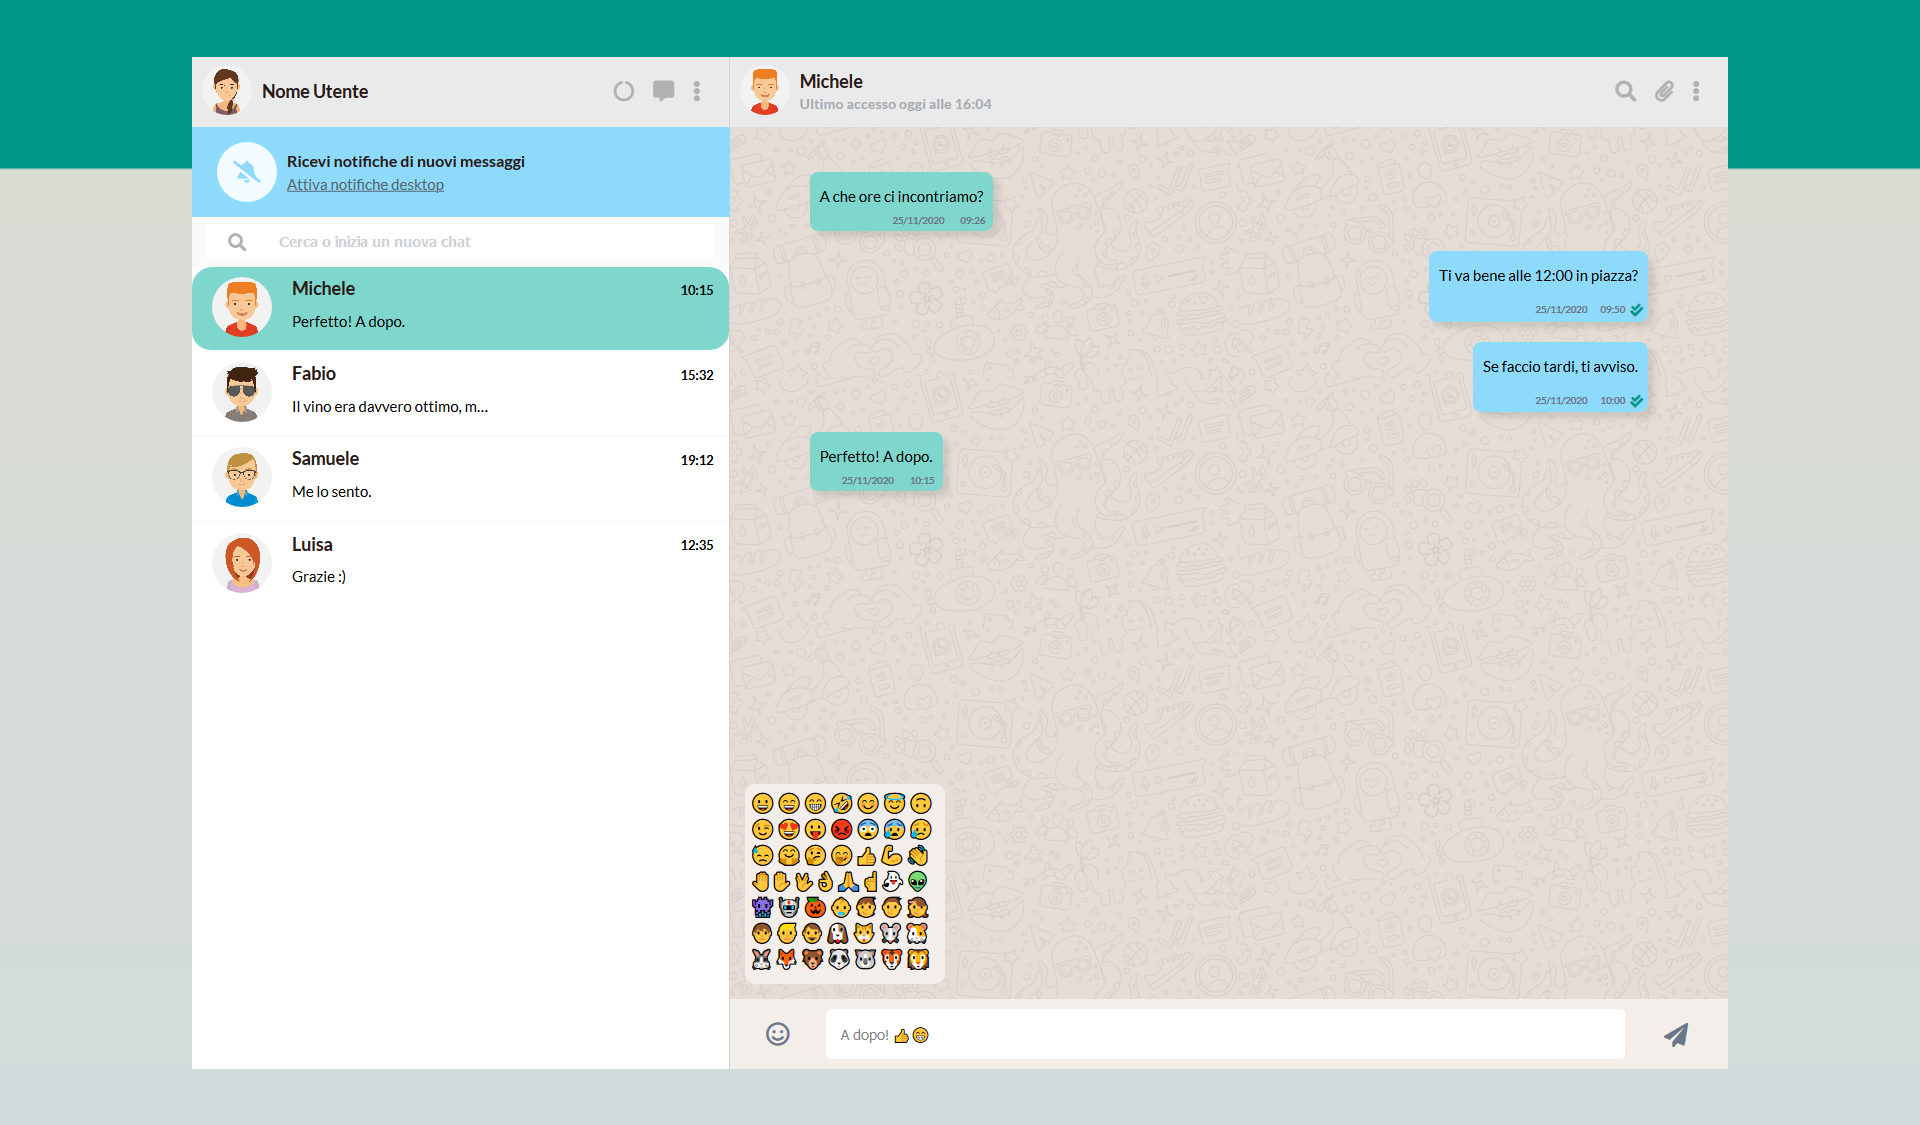 Nome Utente
Ricevi notifiche di nuovi messaggi
Attiva notifiche desktop
Cerca o inizia un nuova chat
Michele 10:15
Perfetto! A dopo.
Fabio 15:32
Il vino era davvero ottimo, m...
Samuele 19:12
Me lo sento.
Luisa 12:35
Grazie :)
Michele
Ultimo accesso oggi alle 16:04
A che ore ci incontriamo?
25/11/2020 09:26
Ti va bene alle 12:00 in piazza?
25/11/2020 09:50
Se faccio tardi, ti avviso.
25/11/2020 10:00
Perfetto! A dopo.
25/11/2020 10:15
A dopo! 👍😁